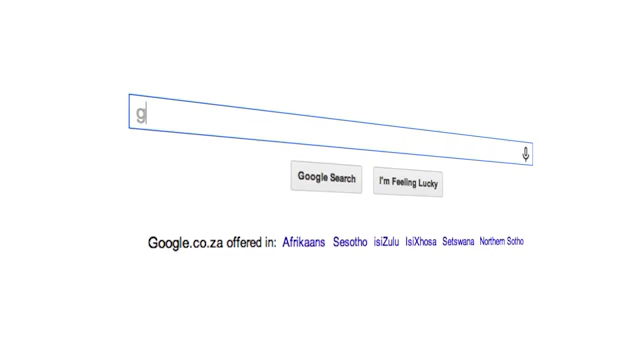 g
Google Search I'm Feeling Lucky
Google.co.za offered in: Afrikaans Sesotho isiZulu IsiXhosa Setswana Northern Sotho